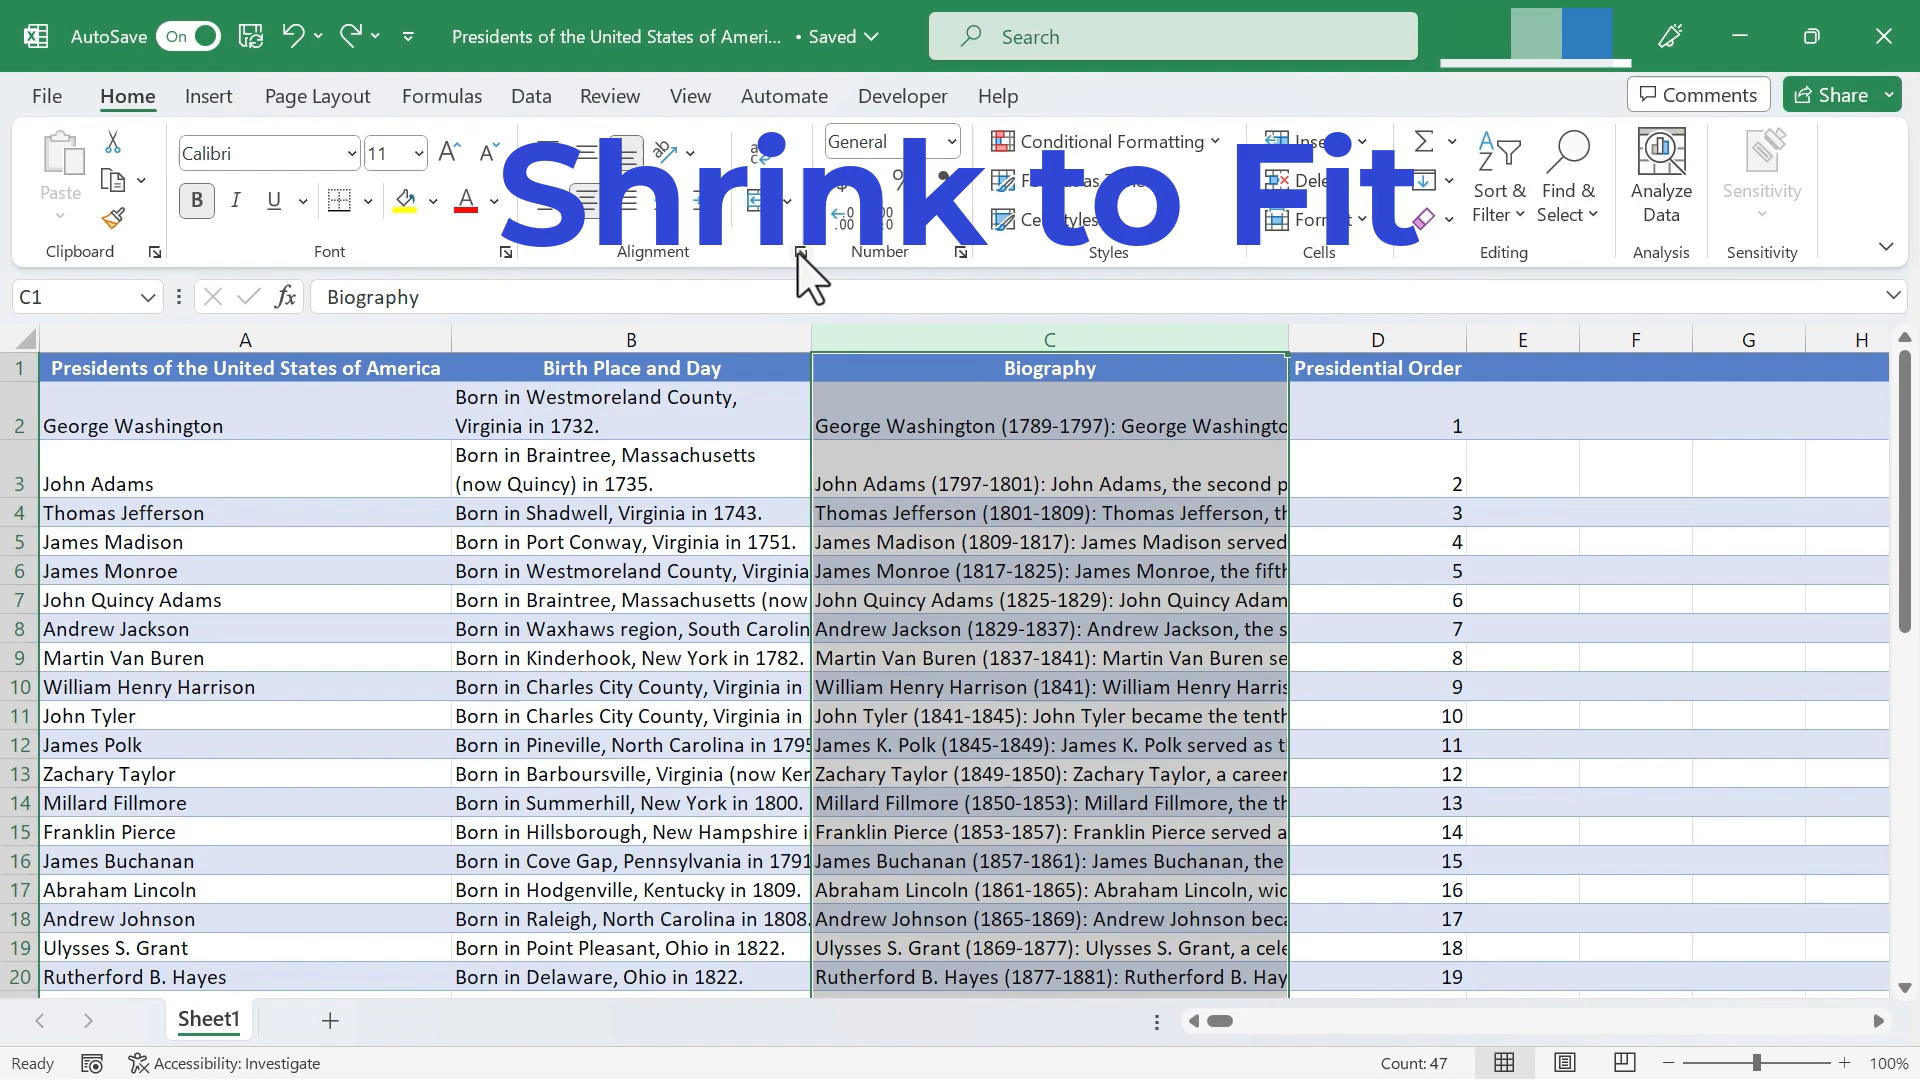 AutoSave On Presidents of the United States of Ameri... • Saved Search
File Home Insert Page Layout Formulas Data Review View Automate Developer Help Comments Share
Shrink to Fit
Paste
Calibri 11
B I U
General
Conditional Formatting
Cell Styles
Sort & Filter
Find & Select
Analyze Data
Sensitivity
Clipboard Font Alignment Number Styles Cells Editing Analysis Sensitivity
C1 fx Biography
A B C D E F G H
1 Presidents of the United States of America Birth Place and Day Biography Presidential Order
2 George Washington Born in Westmoreland County, Virginia in 1732. George Washington (1789-1797): George Washingto 1
3 John Adams Born in Braintree, Massachusetts (now Quincy) in 1735. John Adams (1797-1801): John Adams, the second p 2
4 Thomas Jefferson Born in Shadwell, Virginia in 1743. Thomas Jefferson (1801-1809): Thomas Jefferson, th 3
5 James Madison Born in Port Conway, Virginia in 1751. James Madison (1809-1817): James Madison served 4
6 James Monroe Born in Westmoreland County, Virginia James Monroe (1817-1825): James Monroe, the fifth 5
7 John Quincy Adams Born in Braintree, Massachusetts (now John Quincy Adams (1825-1829): John Quincy Adam 6
8 Andrew Jackson Born in Waxhaws region, South Carolin Andrew Jackson (1829-1837): Andrew Jackson, the s 7
9 Martin Van Buren Born in Kinderhook, New York in 1782. Martin Van Buren (1837-1841): Martin Van Buren se 8
10 William Henry Harrison Born in Charles City County, Virginia in William Henry Harrison (1841): William Henry Harris 9
11 John Tyler Born in Charles City County, Virginia in John Tyler (1841-1845): John Tyler became the tenth 10
12 James Polk Born in Pineville, North Carolina in 1795 James K. Polk (1845-1849): James K. Polk served as t 11
13 Zachary Taylor Born in Barboursville, Virginia (now Ken Zachary Taylor (1849-1850): Zachary Taylor, a career 12
14 Millard Fillmore Born in Summerhill, New York in 1800. Millard Fillmore (1850-1853): Millard Fillmore, the th 13
15 Franklin Pierce Born in Hillsborough, New Hampshire i Franklin Pierce (1853-1857): Franklin Pierce served a 14
16 James Buchanan Born in Cove Gap, Pennsylvania in 1791 James Buchanan (1857-1861): James Buchanan, the 15
17 Abraham Lincoln Born in Hodgenville, Kentucky in 1809. Abraham Lincoln (1861-1865): Abraham Lincoln, wid 16
18 Andrew Johnson Born in Raleigh, North Carolina in 1808. Andrew Johnson (1865-1869): Andrew Johnson beca 17
19 Ulysses S. Grant Born in Point Pleasant, Ohio in 1822. Ulysses S. Grant (1869-1877): Ulysses S. Grant, a cele 18
20 Rutherford B. Hayes Born in Delaware, Ohio in 1822. Rutherford B. Hayes (1877-1881): Rutherford B. Hay 19
Sheet1
Ready Accessibility: Investigate Count: 47 100%